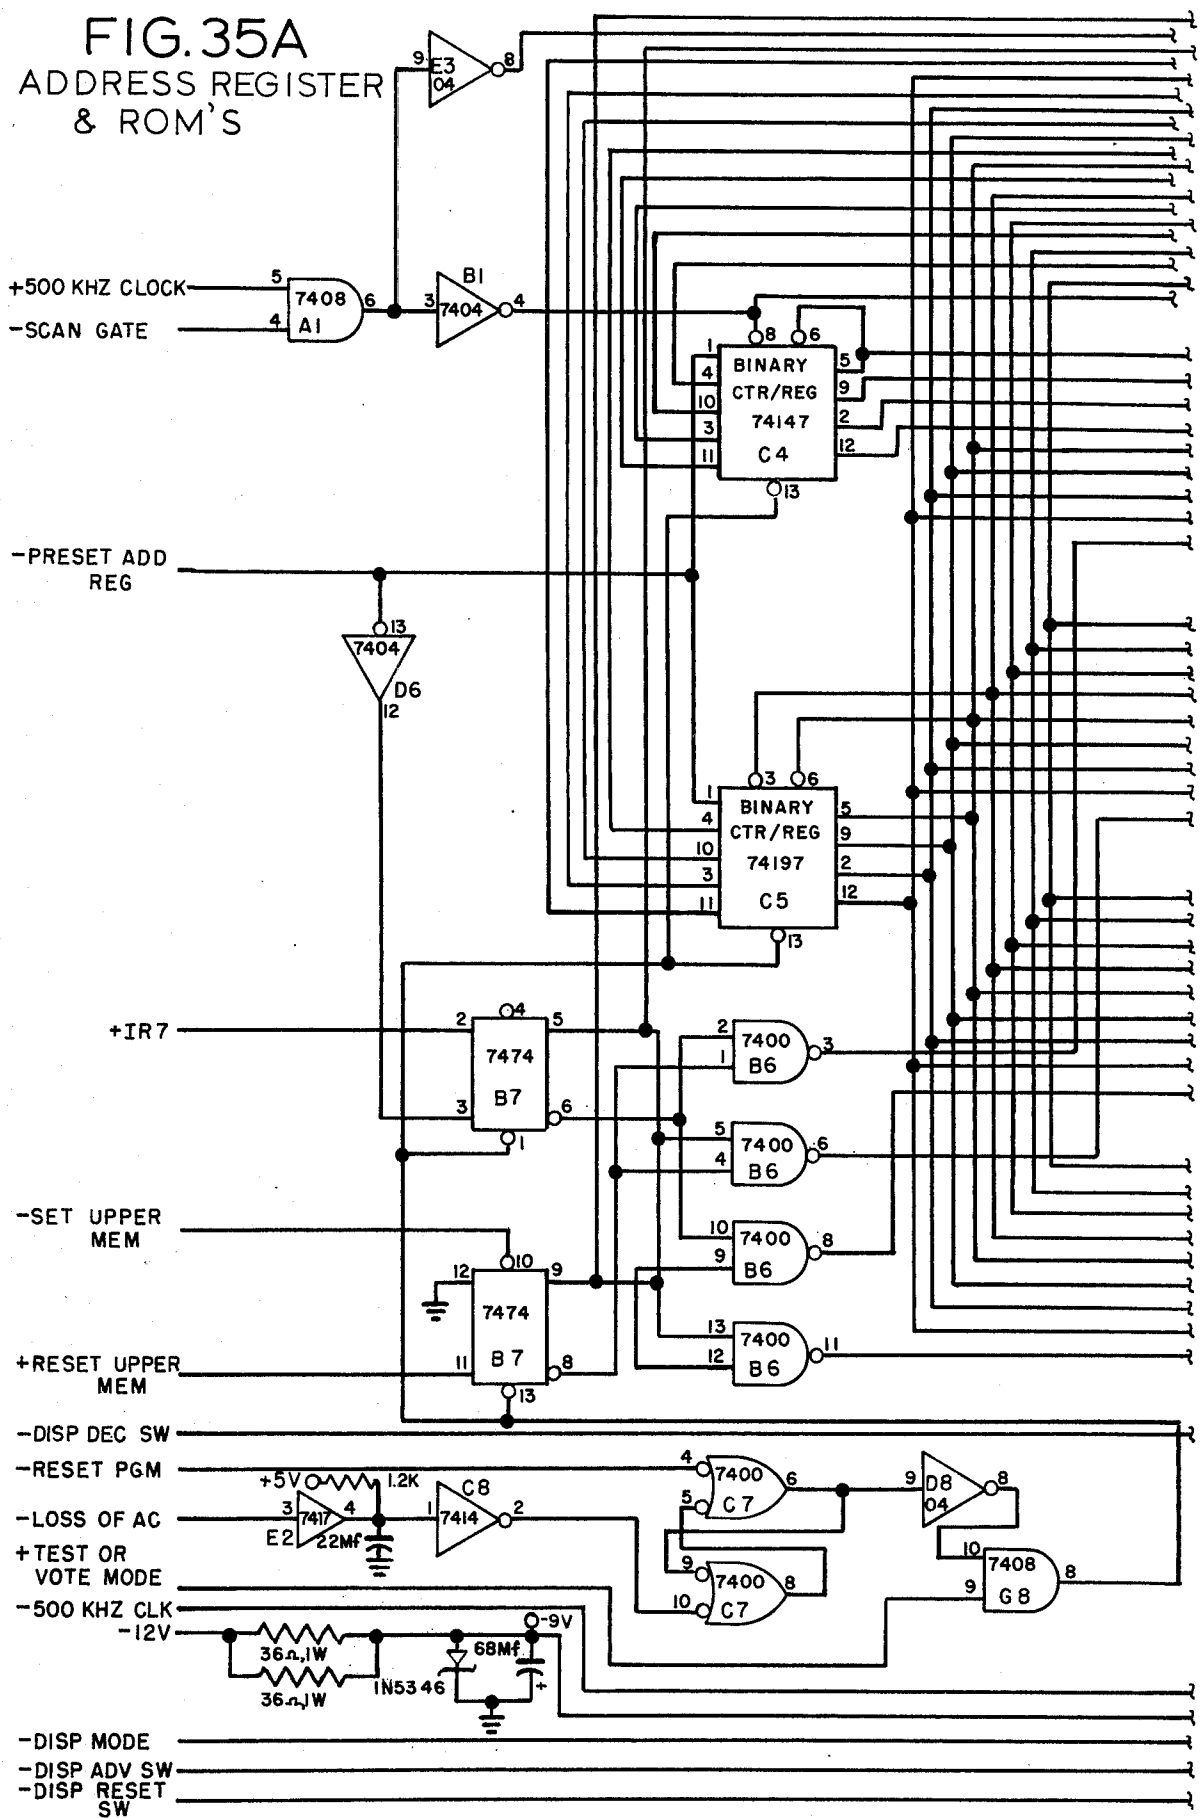 FIG. 35A
ADDRESS REGISTER
& ROM'S
9
E3
04
8
+500 KHZ CLOCK
5
7408
A1
6
-SCAN GATE
4
B1
3
7404
4
8
6
1
BINARY
5
4
CTR/REG
9
10
74147
2
3
C4
12
11
13
-PRESET ADD
REG
13
7404
D6
12
3
6
1
BINARY
5
4
CTR/REG
9
10
74197
2
3
C5
12
11
13
+IR7
2
4
5
7474
B7
3
6
1
2
7400
3
1
B6
5
7400
6
4
B6
-SET UPPER
MEM
10
7400
8
9
B6
10
12
9
7474
B7
13
7400
11
12
B6
+RESET UPPER
MEM
11
8
13
-DISP DEC SW
-RESET PGM
4
7400
6
5
C7
9
D8
04
8
+5V
1.2K
-LOSS OF AC
3
7417
4
E2
22Mf
C8
1
7414
2
+TEST OR
VOTE MODE
9
7400
8
10
C7
10
7408
8
9
G8
-500 KHZ CLK
-12V
36Ω,1W
36Ω,1W
1N5346
68Mf
-9V
+
-DISP MODE
-DISP ADV SW
-DISP RESET
SW